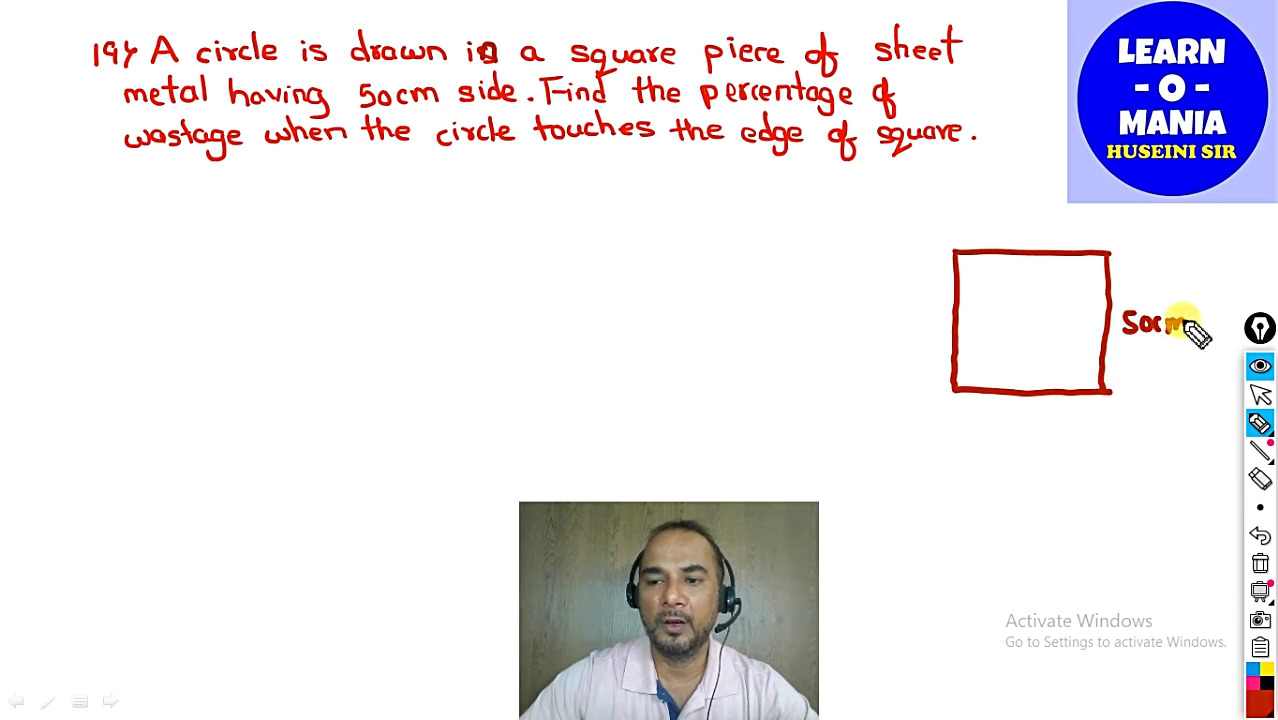 19) A circle is drawn in a square piece of sheet
metal having 50cm side. Find the percentage of
wastage when the circle touches the edge of square.
LEARN
- O -
MANIA
HUSEINI SIR
50cm
Activate Windows
Go to Settings to activate Windows.